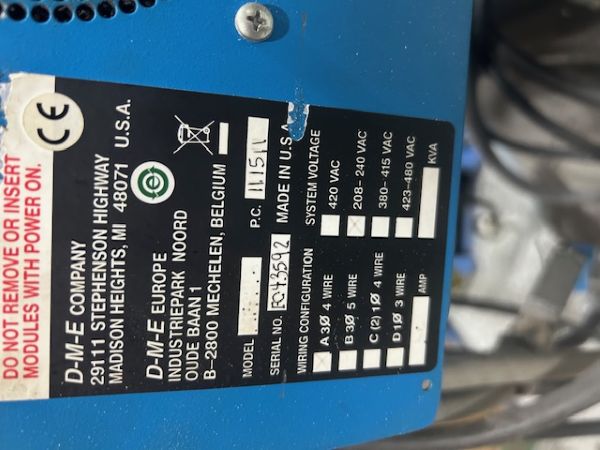 DO NOT REMOVE OR INSERT
MODULES WITH POWER ON.
CE
D-M-E COMPANY
29111 STEPHENSON HIGHWAY
MADISON HEIGHTS, MI 48071 U.S.A.
D-M-E EUROPE
INDUSTRIEPARK NOORD
OUDE BAAN 1
B-2800 MECHELEN, BELGIUM
e
MODEL
P.C. 111511
SERIAL NO. MADE IN U.S.A.
WIRING CONFIGURATION
A 3Ø 4 WIRE
B 3Ø 5 WIRE
C (2) 1Ø 4 WIRE
D 1Ø 3 WIRE
AMP
SYSTEM VOLTAGE
420 VAC
208-240 VAC
380-415 VAC
423-480 VAC
KVA